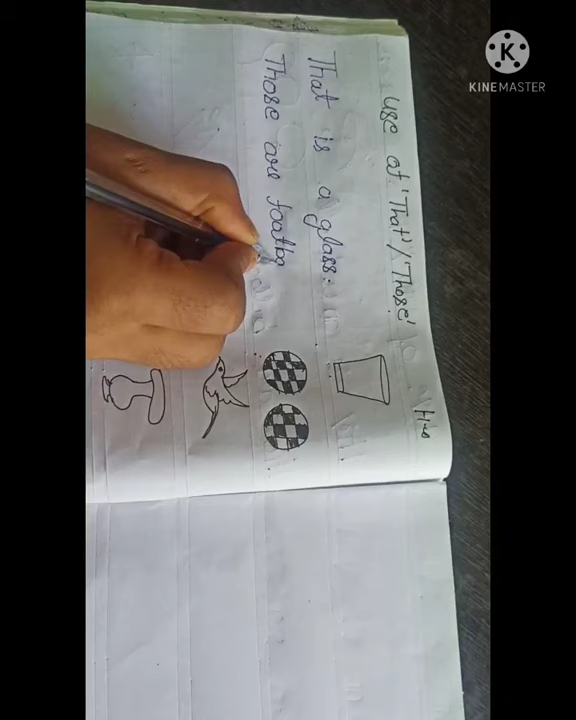 Use of 'That' / 'Those'
That is a glass.
Those are footba
KINEMASTER